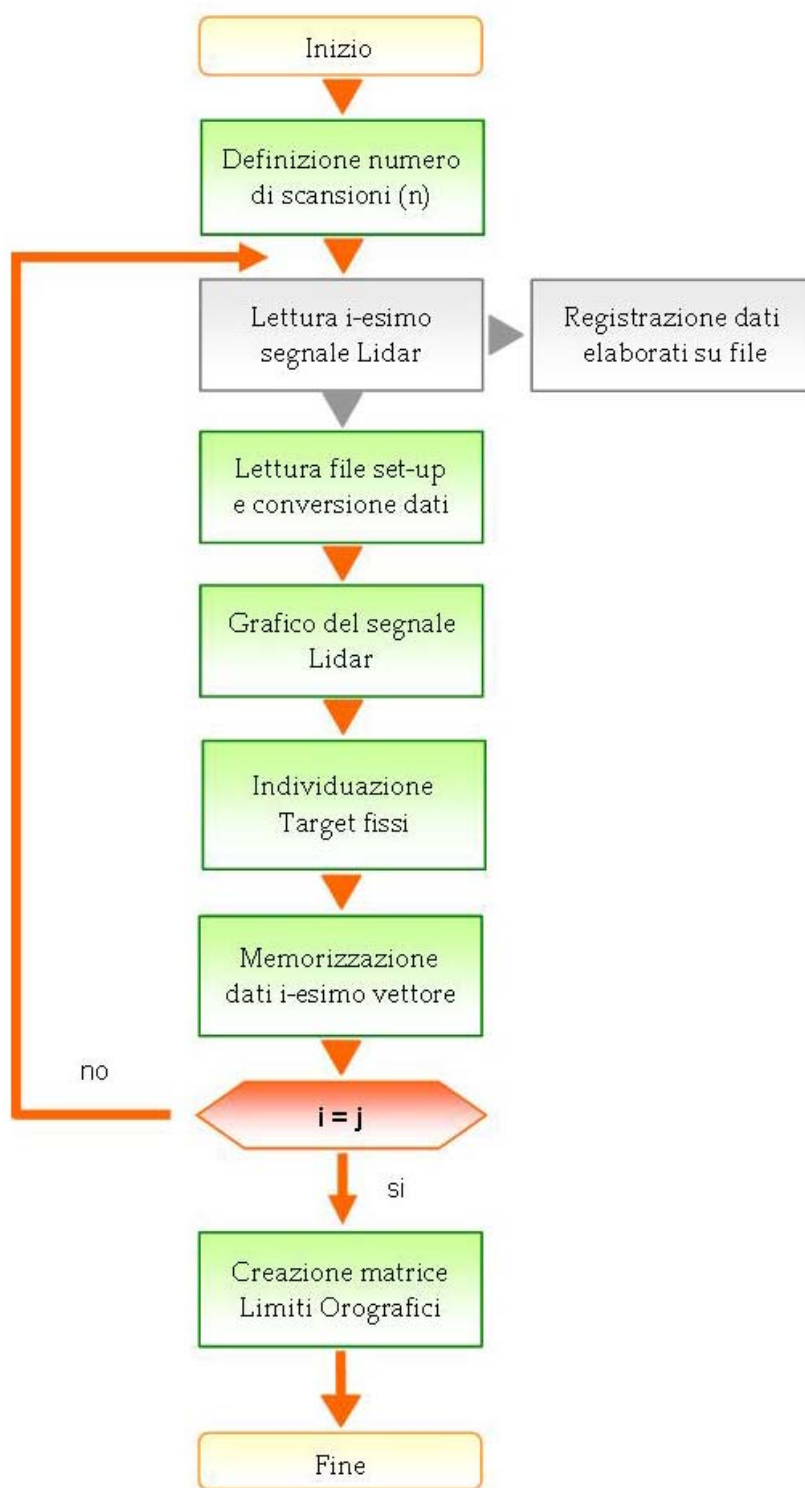 Inizio
Definizione numero
di scansioni (n)
Lettura i-esimo
segnale Lidar
Registrazione dati
elaborati su file
Lettura file set-up
e conversione dati
Grafico del segnale
Lidar
Individuazione
Target fissi
Memorizzazione
dati i-esimo vettore
no
i = j
si
Creazione matrice
Limiti Orografici
Fine